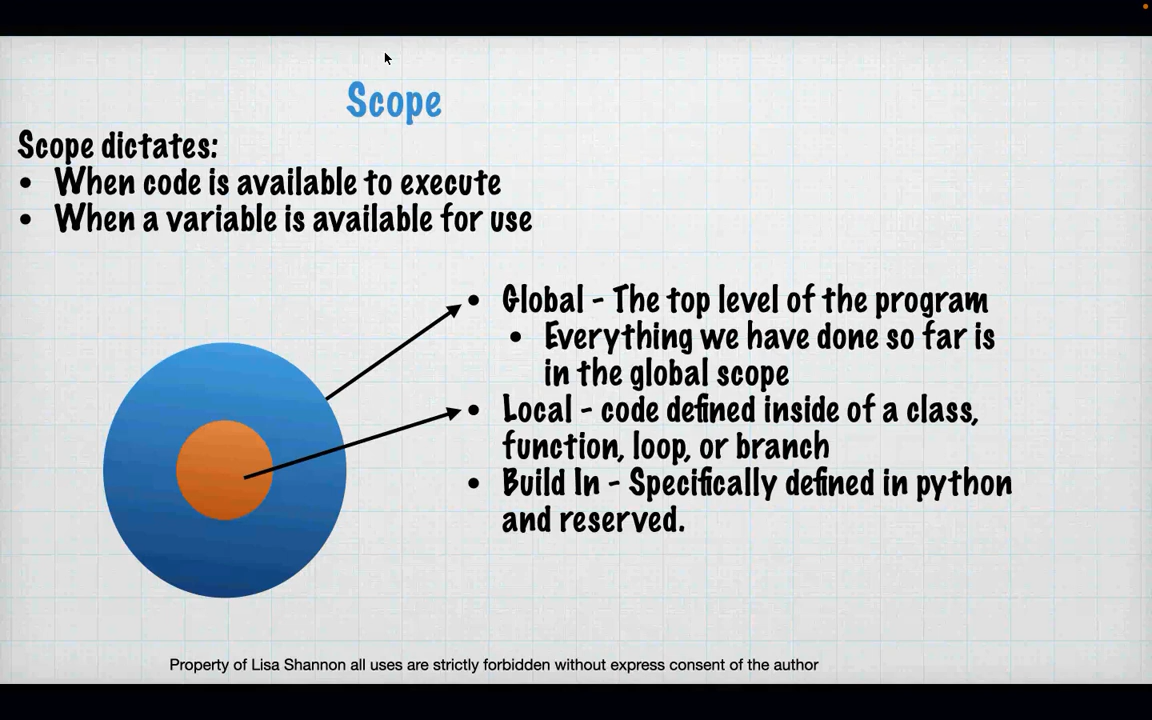 Scope
Scope dictates:
• When code is available to execute
• When a variable is available for use
• Global - The top level of the program
• Everything we have done so far is
in the global scope
• Local - code defined inside of a class,
function, loop, or branch
• Build In - Specifically defined in python
and reserved.
Property of Lisa Shannon all uses are strictly forbidden without express consent of the author